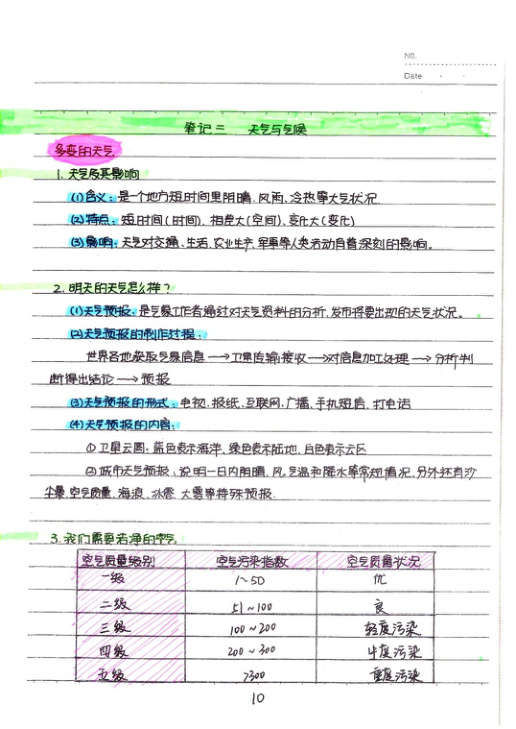 NO.
Date
笔记三 天气与气候
多变的天气
1. 天气及其影响
(1)含义：是一个地方短时间里阴晴、风雨、冷热等大气状况.
(2)特点：短时间(时间)、相差大(空间)、变化大(变化)
(3)影响：天气对交通、生活、农业生产、军事等人类活动有着深刻的影响。
2. 明天的天气怎么样？
(1)天气预报：是气象工作者通过对天气资料的分析,发布将要出现的天气状况。
(2)天气预报的制作过程：
世界各地获取气象信息→卫星传输、接收→对信息加工处理→分析判
断得出结论→预报
(3)天气预报的形式：电视、报纸、互联网、广播、手机短信、打电话
(4)天气预报的内容：
①卫星云图：蓝色表示海洋，绿色表示陆地，白色表示云区
②城市天气预报：说明一日内阴晴、风、气温和降水等常规情况,另外还有沙
尘暴、空气质量、海浪、冰雹、大雾等特殊预报.
3. 我们需要洁净的空气
空气质量级别 空气污染指数 空气质量状况
一级 1~50 优
二级 51~100 良
三级 100~200 轻度污染
四级 200~300 中度污染
五级 >300 重度污染
10